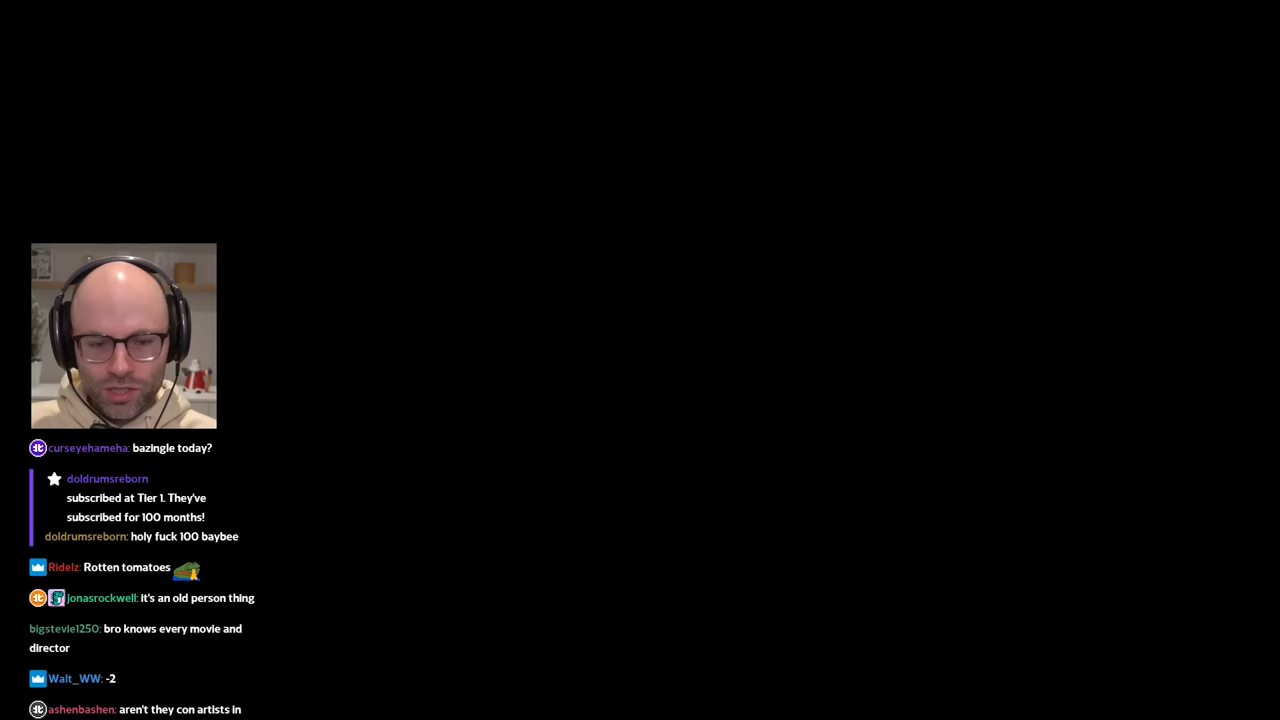 curseyehameha: bazingle today?
doldrumsreborn
subscribed at Tier 1. They've
subscribed for 100 months!
doldrumsreborn: holy fuck 100 baybee
Ridelz: Rotten tomatoes
jonasrockwell: it's an old person thing
bigstevie1250: bro knows every movie and
director
Walt_WW: -2
ashenbashen: aren't they con artists in